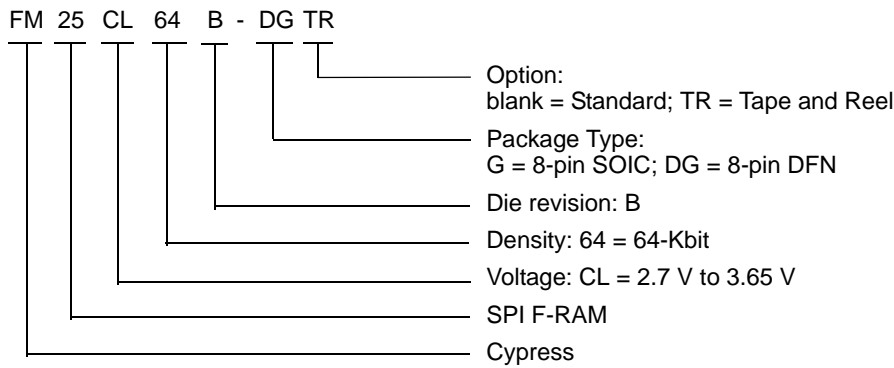 FM 25 CL 64 B - DG TR
Option:
blank = Standard; TR = Tape and Reel
Package Type:
G = 8-pin SOIC; DG = 8-pin DFN
Die revision: B
Density: 64 = 64-Kbit
Voltage: CL = 2.7 V to 3.65 V
SPI F-RAM
Cypress